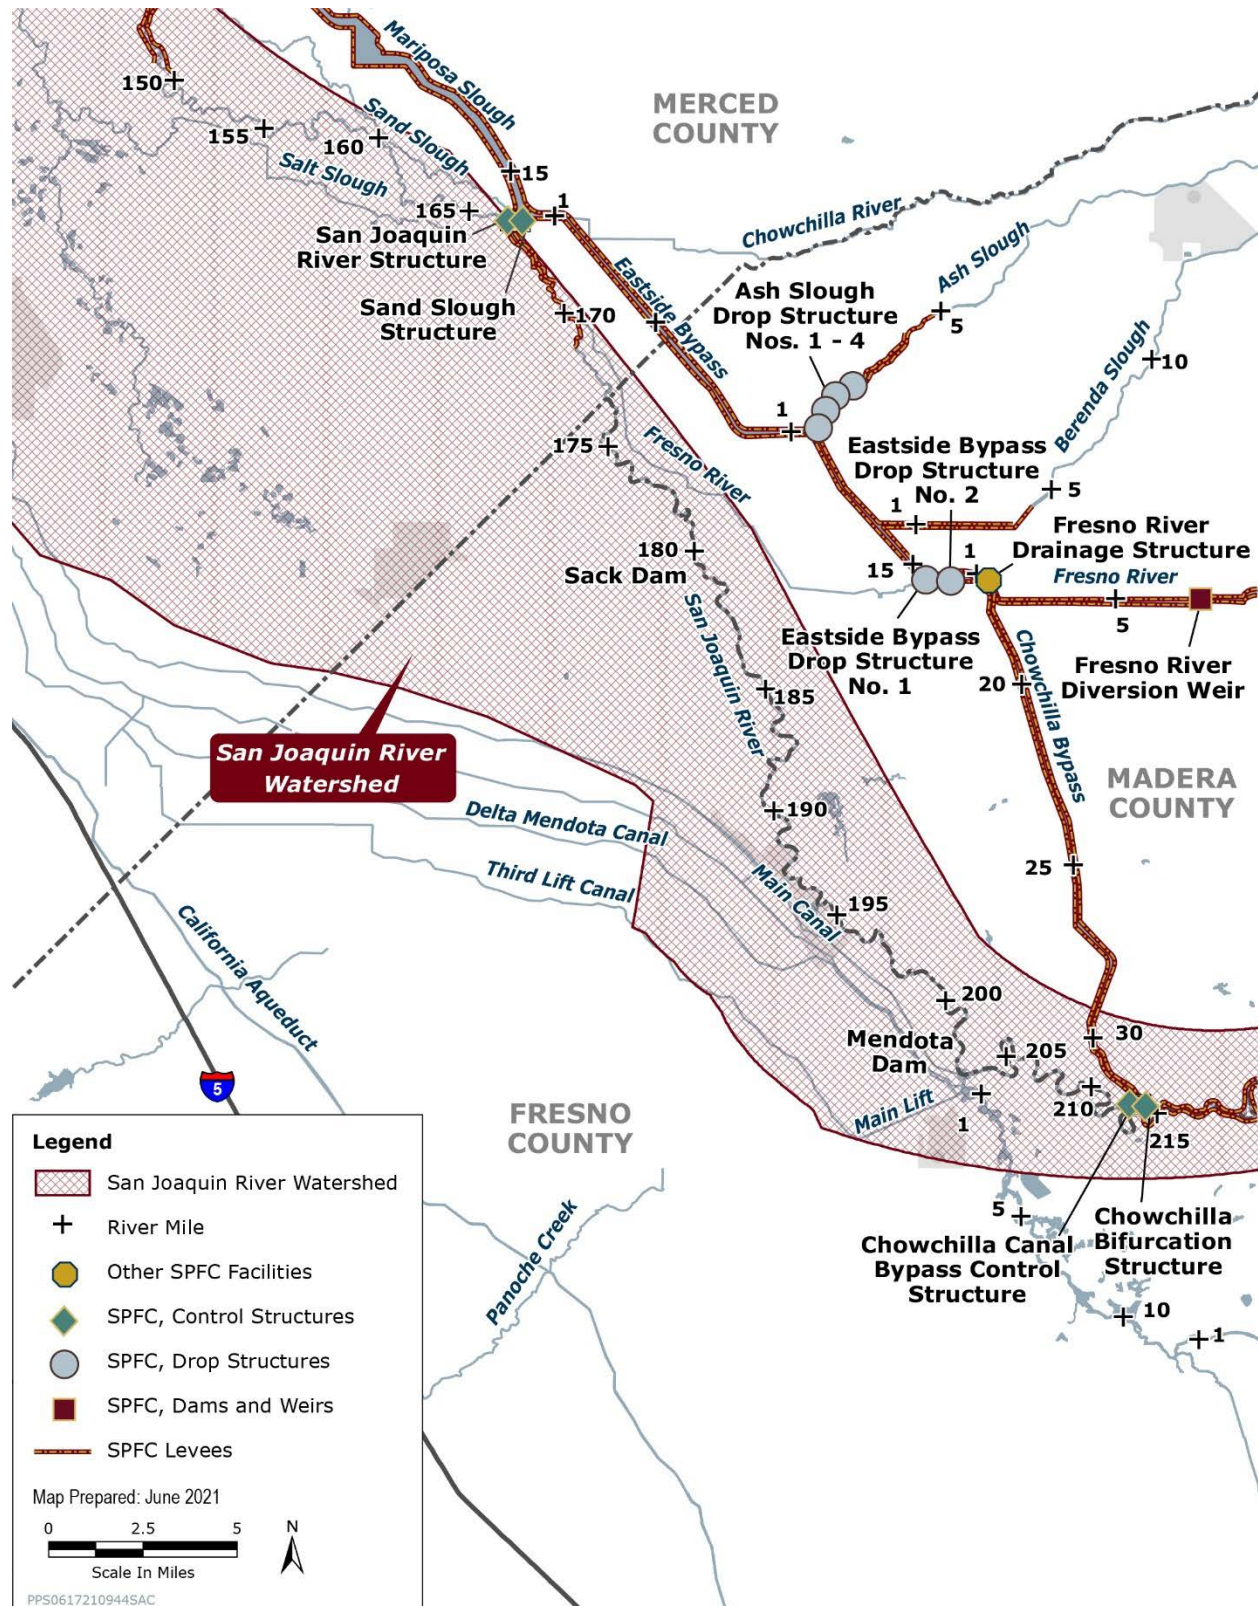 Mariposa Slough
MERCED
COUNTY
150
155
160
Sand Slough
Salt Slough
15
165
1
San Joaquin
River Structure
Sand Slough
Structure
170
Chowchilla River
Eastside Bypass
Ash Slough
Ash Slough
Drop Structure
Nos. 1 - 4
5
10
Berenda Slough
1
175
Fresno River
Eastside Bypass
Drop Structure
No. 2
5
1
180
Sack Dam
15
1
Fresno River
Drainage Structure
Fresno River
5
Eastside Bypass
Drop Structure
No. 1
Fresno River
Diversion Weir
San Joaquin River
185
20
Chowchilla Bypass
San Joaquin River
Watershed
MADERA
COUNTY
190
Delta Mendota Canal
Third Lift Canal
Main Canal
25
195
California Aqueduct
200
Mendota
Dam
205
30
5
Main Lift
1
210
215
FRESNO
COUNTY
Panoche Creek
5
Chowchilla Canal
Bypass Control
Structure
Chowchilla
Bifurcation
Structure
10
1
Legend
San Joaquin River Watershed
River Mile
Other SPFC Facilities
SPFC, Control Structures
SPFC, Drop Structures
SPFC, Dams and Weirs
SPFC Levees
Map Prepared: June 2021
0 2.5 5
Scale In Miles
N
PPS0617210944SAC